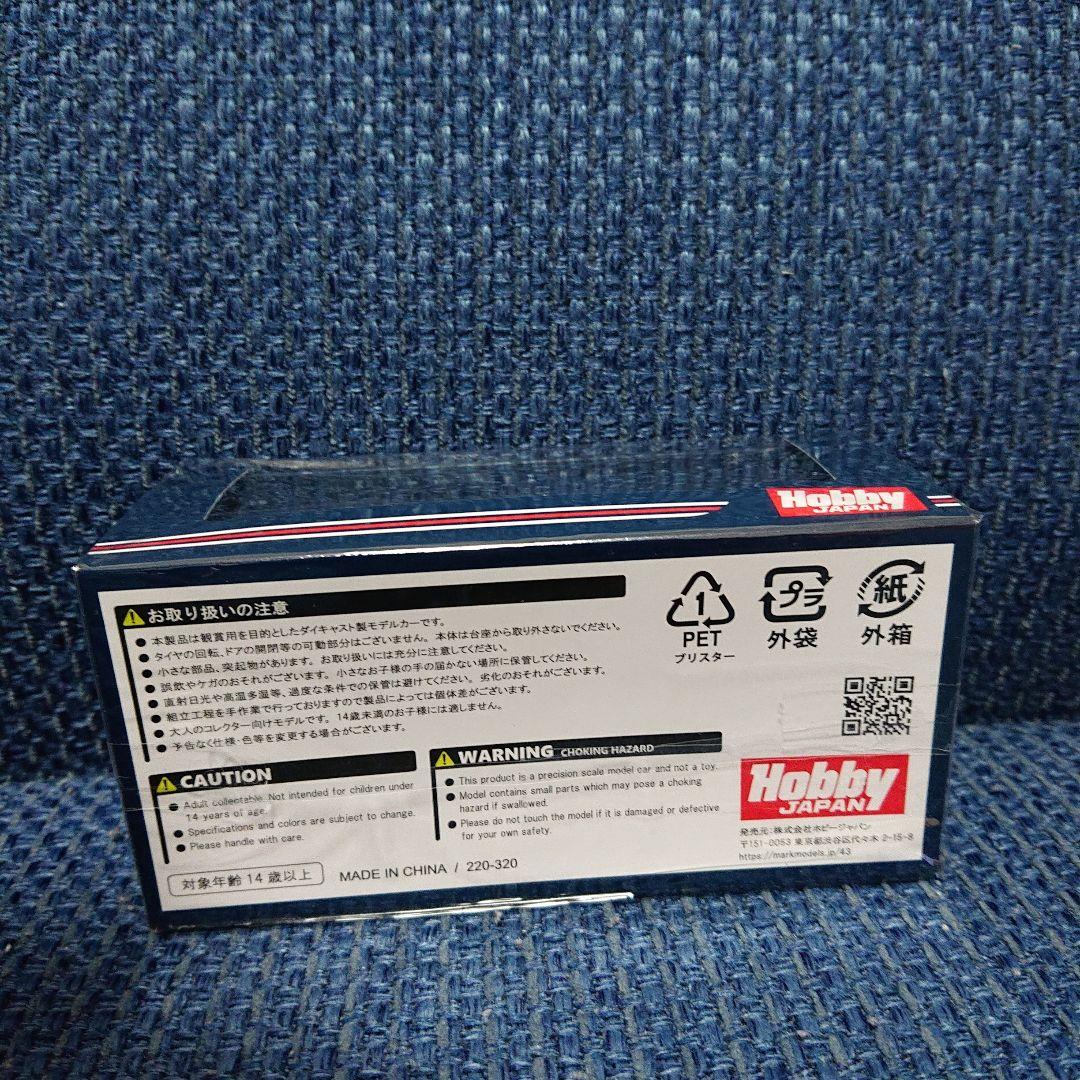 Hobby
JAPAN
お取り扱いの注意
● 本製品は観賞用を目的としたダイキャスト製モデルカーです。
● タイヤの回転、ドアの開閉等の可動部分はございません。本体は台座から取り外さないでください。
● 小さな部品、突起物があります。お取り扱いには充分に注意してください。
● 誤飲やケガのおそれがございます。小さなお子様の手の届かない場所に保管してください。
● 直射日光や高温多湿等、過度な条件での保管は避けてください。劣化のおそれがございます。
● 組立工程を手作業で行っておりますので製品によっては個体差がございます。
● 大人のコレクター向けモデルです。14歳未満のお子様には適しません。
● 予告なく仕様・色等を変更する場合がございます。
1
PET
ブリスター
プラ
外袋
紙
外箱
CAUTION
● Adult collectable. Not intended for children under
14 years of age.
● Specifications and colors are subject to change.
● Please handle with care.
WARNING CHOKING HAZARD
● This product is a precision scale model car and not a toy.
● Model contains small parts which may pose a choking
hazard if swallowed.
● Please do not touch the model if it is damaged or defective
for your own safety.
対象年齢14歳以上
MADE IN CHINA / 220-320
Hobby
JAPAN
発売元:株式会社ホビージャパン
〒151-0053 東京都渋谷区代々木 2-15-8
https://markmodels.jp/43